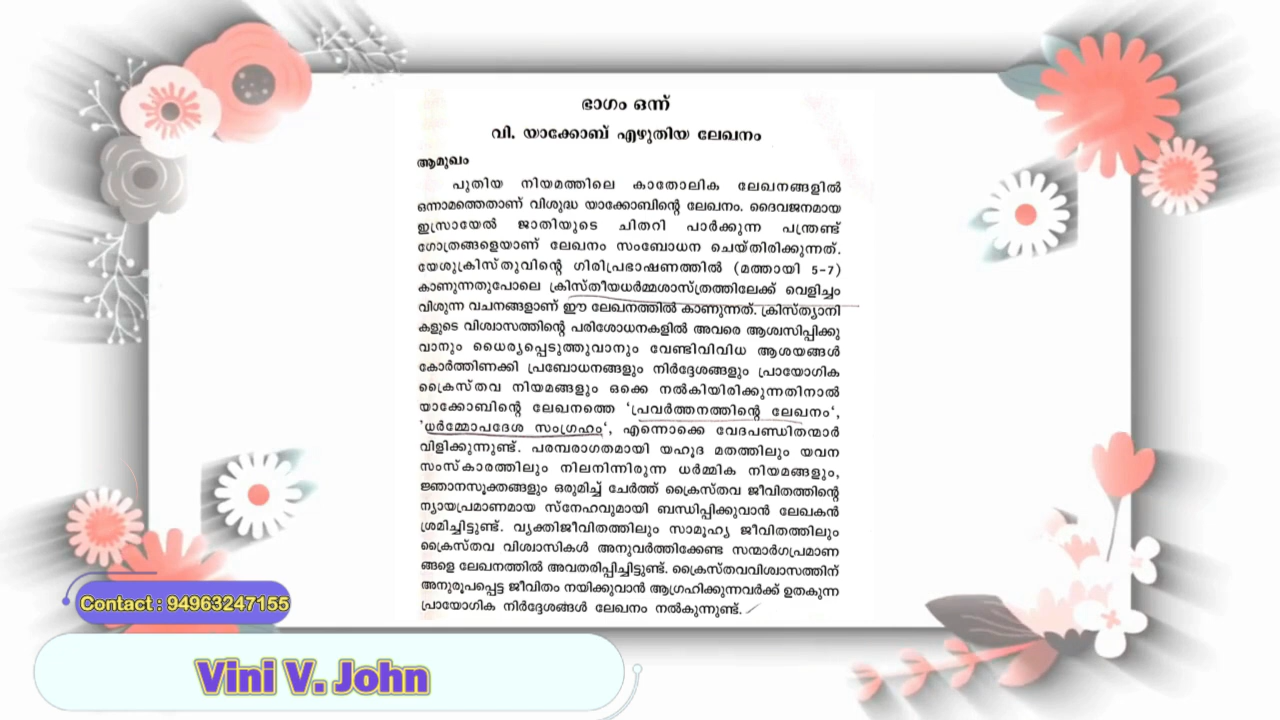 ഭാഗം ഒന്ന്
വി. യാക്കോബ് എഴുതിയ ലേഖനം
ആമുഖം
പുതിയ നിയമത്തിലെ കാതോലിക ലേഖനങ്ങളിൽ
ഒന്നാമത്തെതാണ് വിശുദ്ധ യാക്കോബിന്റെ ലേഖനം. ദൈവജനമായ
ഇസ്രായേൽ ജാതിയുടെ ചിതറി പാർക്കുന്ന പന്ത്രണ്ട്
ഗോത്രങ്ങളെയാണ് ലേഖനം സംബോധന ചെയ്തിരിക്കുന്നത്.
യേശുക്രിസ്തുവിന്റെ ഗിരിപ്രഭാഷണത്തിൽ (മത്തായി 5-7)
കാണുന്നതുപോലെ ക്രിസ്തീയധർമ്മശാസ്ത്രത്തിലേക്ക് വെളിച്ചം
വിശുന്ന വചനങ്ങളാണ് ഈ ലേഖനത്തിൽ കാണുന്നത്. ക്രിസ്ത്യാനി
കളുടെ വിശ്വാസത്തിന്റെ പരിശോധനകളിൽ അവരെ ആശ്വസിപ്പിക്കു
വാനും ധൈര്യപ്പെടുത്തുവാനും വേണ്ടിവിവിധ ആശയങ്ങൾ
കോർത്തിണക്കി പ്രബോധനങ്ങളും നിർദ്ദേശങ്ങളും പ്രായോഗിക
ക്രൈസ്തവ നിയമങ്ങളും ഒക്കെ നൽകിയിരിക്കുന്നതിനാൽ
യാക്കോബിന്റെ ലേഖനത്തെ ‘പ്രവർത്തനത്തിന്റെ ലേഖനം‘,
’ധർമ്മോപദേശ സംഗ്രഹം‘, എന്നൊക്കെ വേദപണ്ഡിതന്മാർ
വിളിക്കുന്നുണ്ട്. പരമ്പരാഗതമായി യഹൂദ മതത്തിലും യവന
സംസ്കാരത്തിലും നിലനിന്നിരുന്ന ധർമ്മിക നിയമങ്ങളും,
ജ്ഞാനസൂക്തങ്ങളും ഒരുമിച്ച് ചേർത്ത് ക്രൈസ്തവ ജീവിതത്തിന്റെ
ന്യായപ്രമാണമായ സ്നേഹവുമായി ബന്ധിപ്പിക്കുവാൻ ലേഖകൻ
ശ്രമിച്ചിട്ടുണ്ട്. വ്യക്തിജീവിതത്തിലും സാമൂഹ്യ ജീവിതത്തിലും
ക്രൈസ്തവ വിശ്വാസികൾ അനുവർത്തിക്കേണ്ട സന്മാർഗപ്രമാണ
ങ്ങളെ ലേഖനത്തിൽ അവതരിപ്പിച്ചിട്ടുണ്ട്. ക്രൈസ്തവവിശ്വാസത്തിന്
അനുരൂപപ്പെട്ട ജീവിതം നയിക്കുവാൻ ആഗ്രഹിക്കുന്നവർക്ക് ഉതകുന്ന
പ്രായോഗിക നിർദ്ദേശങ്ങൾ ലേഖനം നൽകുന്നുണ്ട്.
Contact : 94963247155
Vini V. John